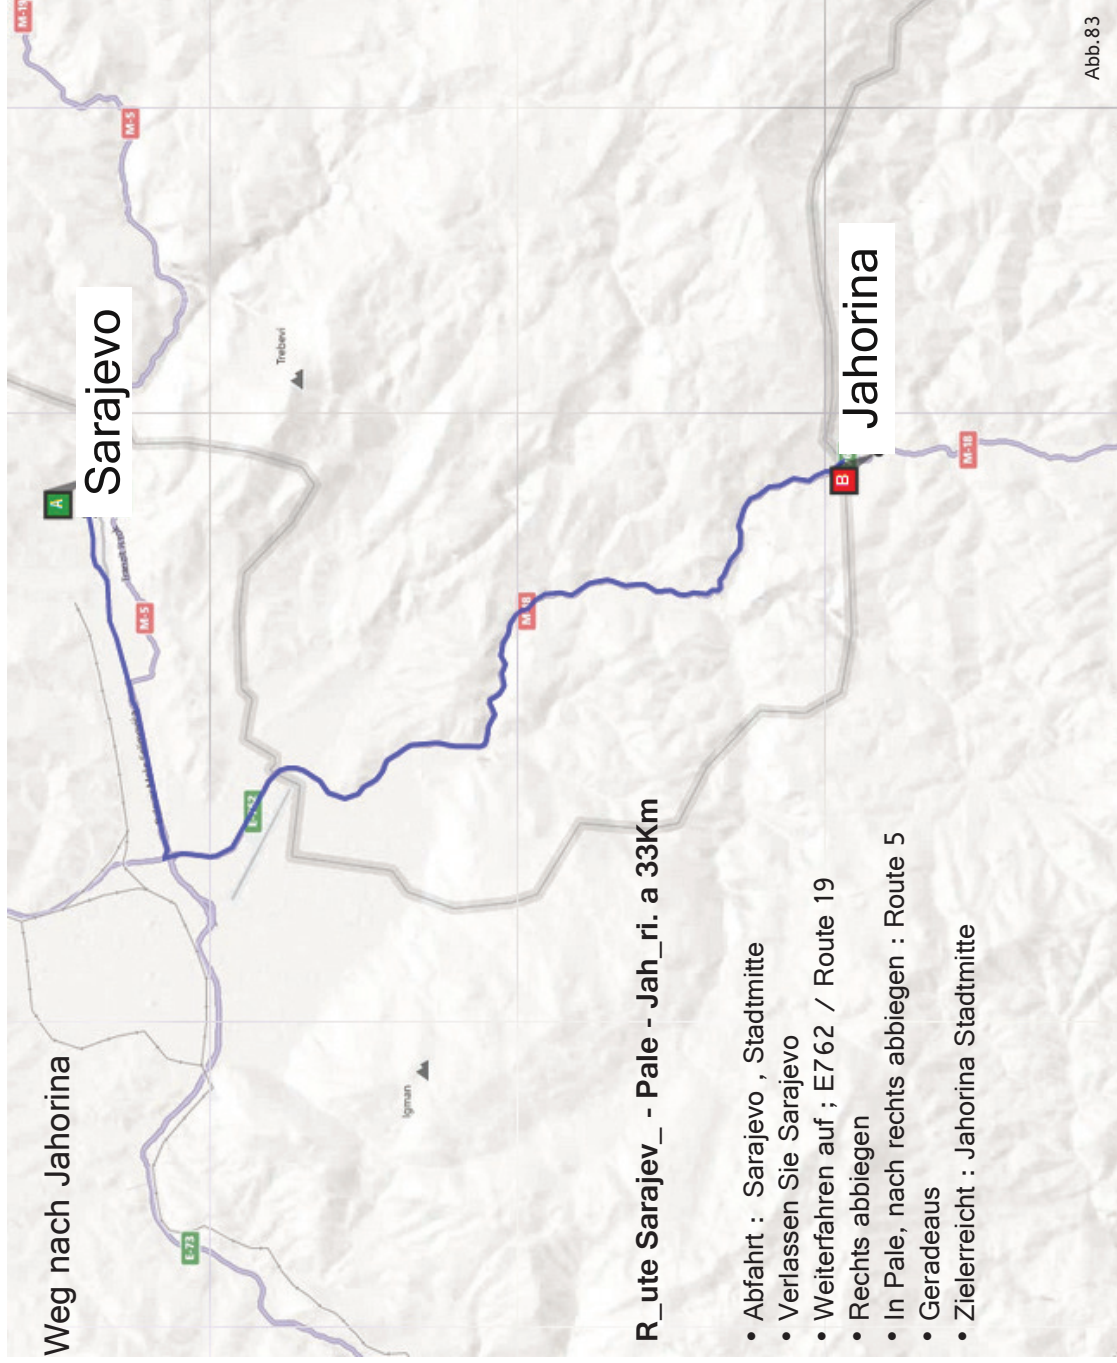 Weg nach Jahorina
M-19
M-5
A
Sarajevo
M-5
E-73
Trebevi
Igman
M-18
B
Jahorina
M-18
R_ute Sarajev_ - Pale - Jah_ri. a 33Km
• Abfahrt : Sarajevo , Stadtmitte
• Verlassen Sie Sarajevo
• Weiterfahren auf ; E762 / Route 19
• Rechts abbiegen
• In Pale, nach rechts abbiegen : Route 5
• Geradeaus
• Zielerreicht : Jahorina Stadtmitte
Abb.83